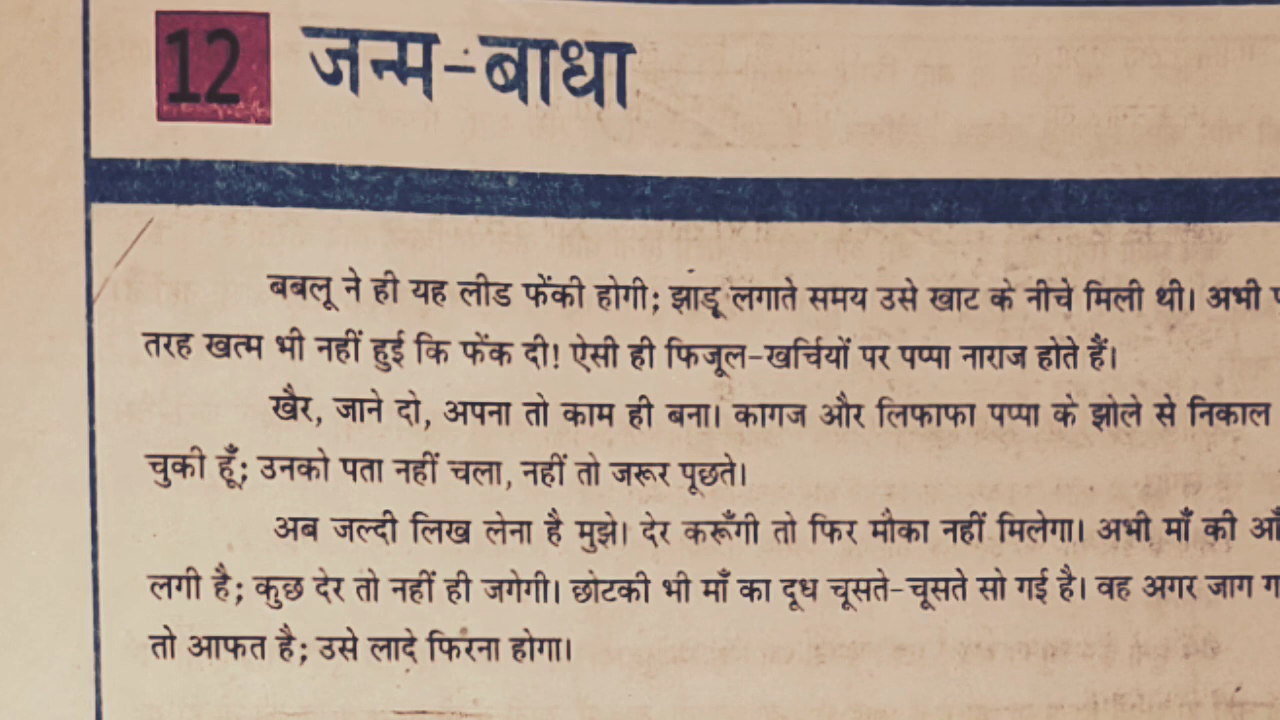 12 जन्म-बाधा
बबलू ने ही यह लीड फेंकी होगी; झाड़ू लगाते समय उसे खाट के नीचे मिली थी। अभी
तरह खत्म भी नहीं हुई कि फेंक दी! ऐसी ही फिजूल-खर्चियों पर पप्पा नाराज होते हैं।
खैर, जाने दो, अपना तो काम ही बना। कागज और लिफाफा पप्पा के झोले से निकाल
चुकी हूँ; उनको पता नहीं चला, नहीं तो जरूर पूछते।
अब जल्दी लिख लेना है मुझे। देर करूँगी तो फिर मौका नहीं मिलेगा। अभी माँ की
लगी है; कुछ देर तो नहीं ही जगेगी। छोटकी भी माँ का दूध चूसते-चूसते सो गई है। वह अगर जाग
तो आफत है; उसे लादे फिरना होगा।